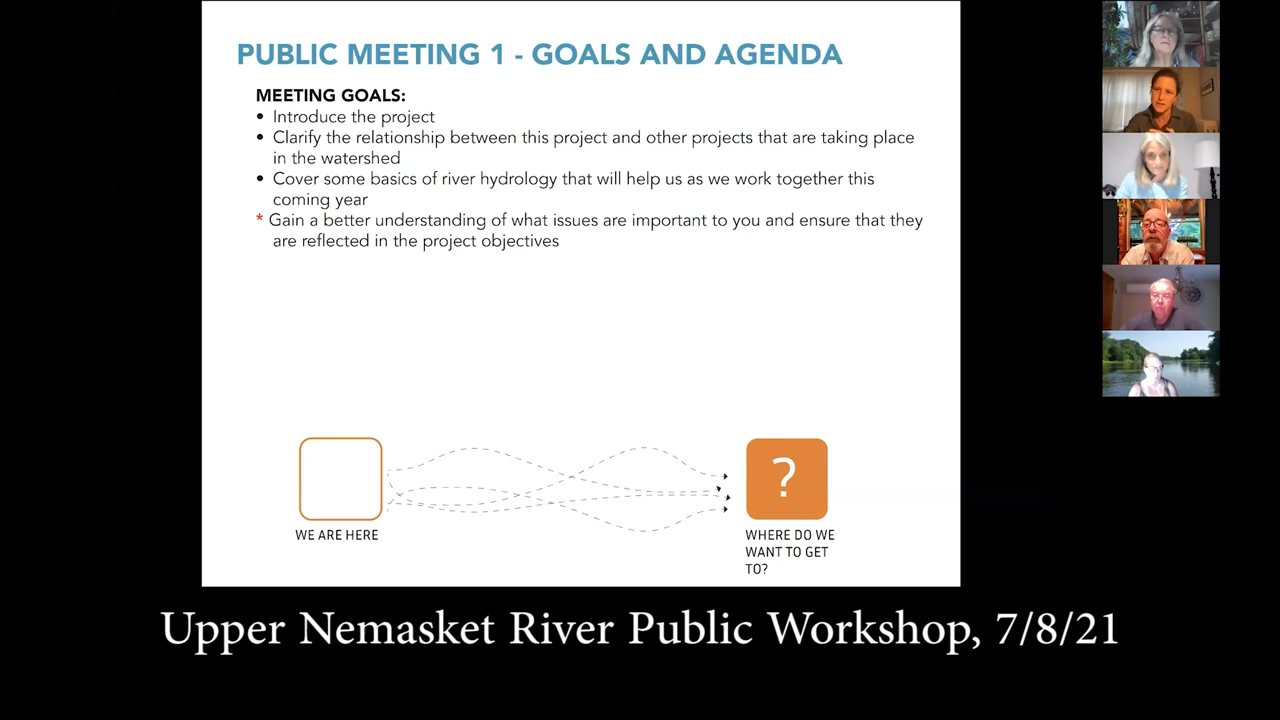 PUBLIC MEETING 1 - GOALS AND AGENDA
MEETING GOALS:
• Introduce the project
• Clarify the relationship between this project and other projects that are taking place
in the watershed
• Cover some basics of river hydrology that will help us as we work together this
coming year
* Gain a better understanding of what issues are important to you and ensure that they
are reflected in the project objectives
?
WE ARE HERE
WHERE DO WE
WANT TO GET
TO?
Upper Nemasket River Public Workshop, 7/8/21